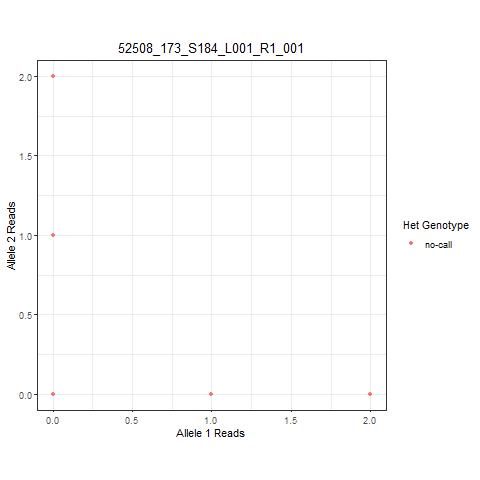 52508_173_S184_L001_R1_001
2.0
1.5
1.0
0.5
0.0
Allele 2 Reads
0.0 0.5 1.0 1.5 2.0
Allele 1 Reads
Het Genotype
no-call